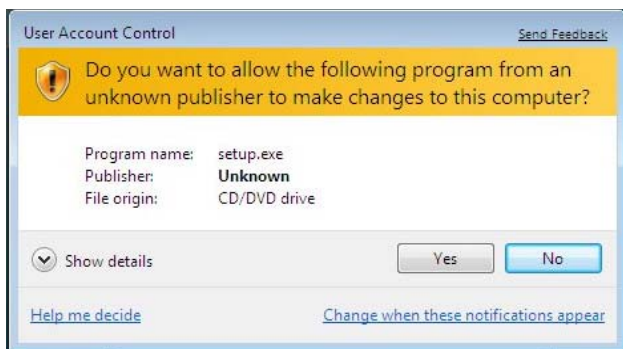 User Account Control
Send Feedback
Do you want to allow the following program from an
unknown publisher to make changes to this computer?
Program name: setup.exe
Publisher: Unknown
File origin: CD/DVD drive
Show details
Yes
No
Help me decide
Change when these notifications appear